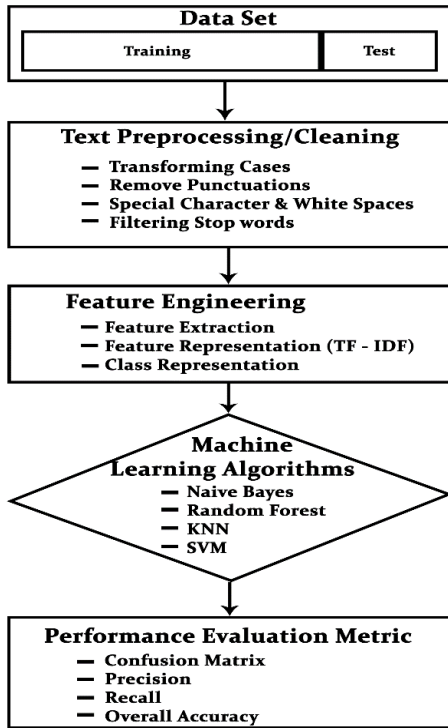 Data Set
Training Test
Text Preprocessing/Cleaning
— Transforming Cases
— Remove Punctuations
— Special Character & White Spaces
— Filtering Stop words
Feature Engineering
— Feature Extraction
— Feature Representation (TF - IDF)
— Class Representation
Machine
Learning Algorithms
— Naive Bayes
— Random Forest
— KNN
— SVM
Performance Evaluation Metric
— Confusion Matrix
— Precision
— Recall
— Overall Accuracy